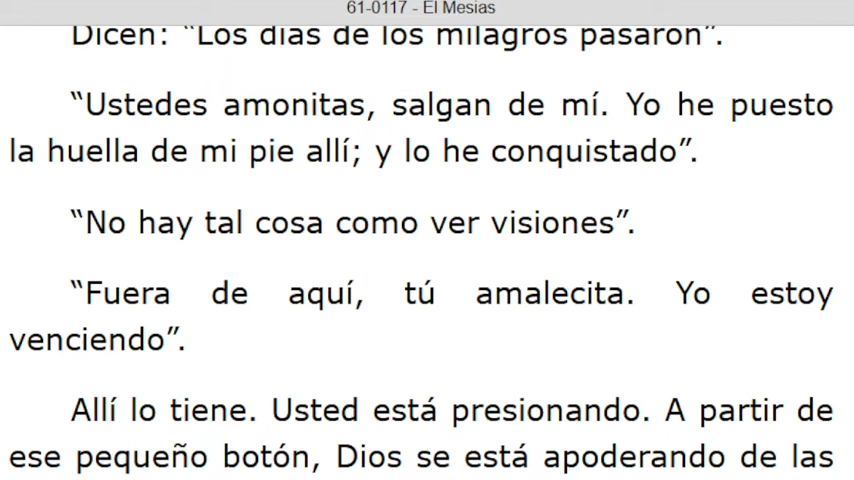 61-0117 - El Mesias
Dicen: “Los días de los milagros pasaron”.
“Ustedes amonitas, salgan de mí. Yo he puesto
la huella de mi pie allí; y lo he conquistado”.
“No hay tal cosa como ver visiones”.
“Fuera de aquí, tú amalecita. Yo estoy
venciendo”.
Allí lo tiene. Usted está presionando. A partir de
ese pequeño botón, Dios se está apoderando de las